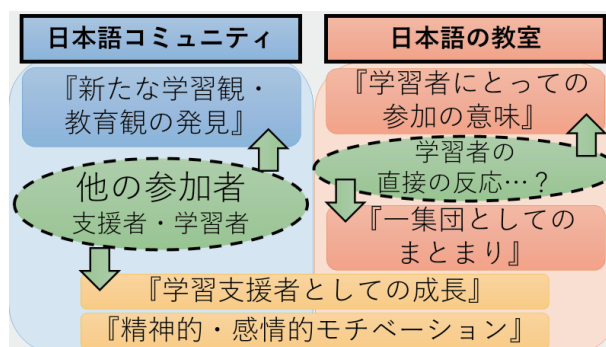 日本語コミュニティ
『新たな学習観・
教育観の発見』
他の参加者
支援者・学習者
日本語の教室
『学習者にとっての
参加の意味』
学習者の
直接の反応…？
『一集団としての
まとまり』
『学習支援者としての成長』
『精神的・感情的モチベーション』